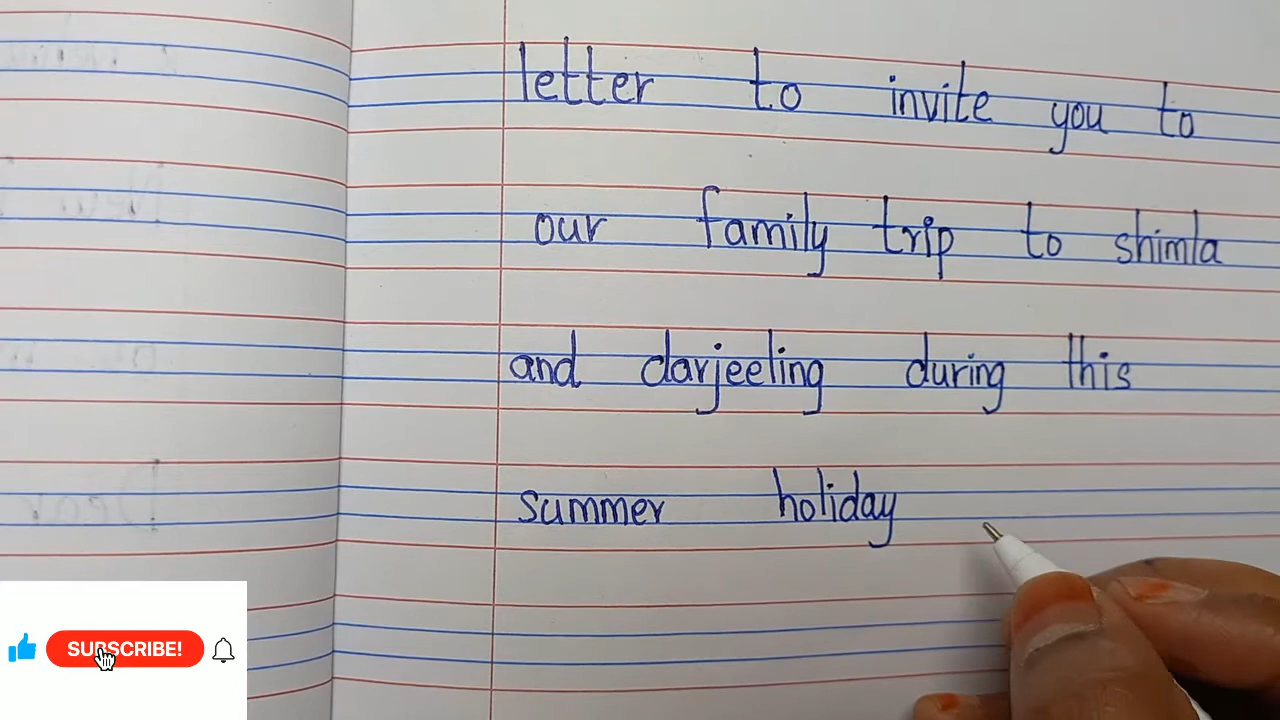 letter to invite you to
our family trip to shimla
and darjeeling during this
summer holiday
SUBSCRIBE!